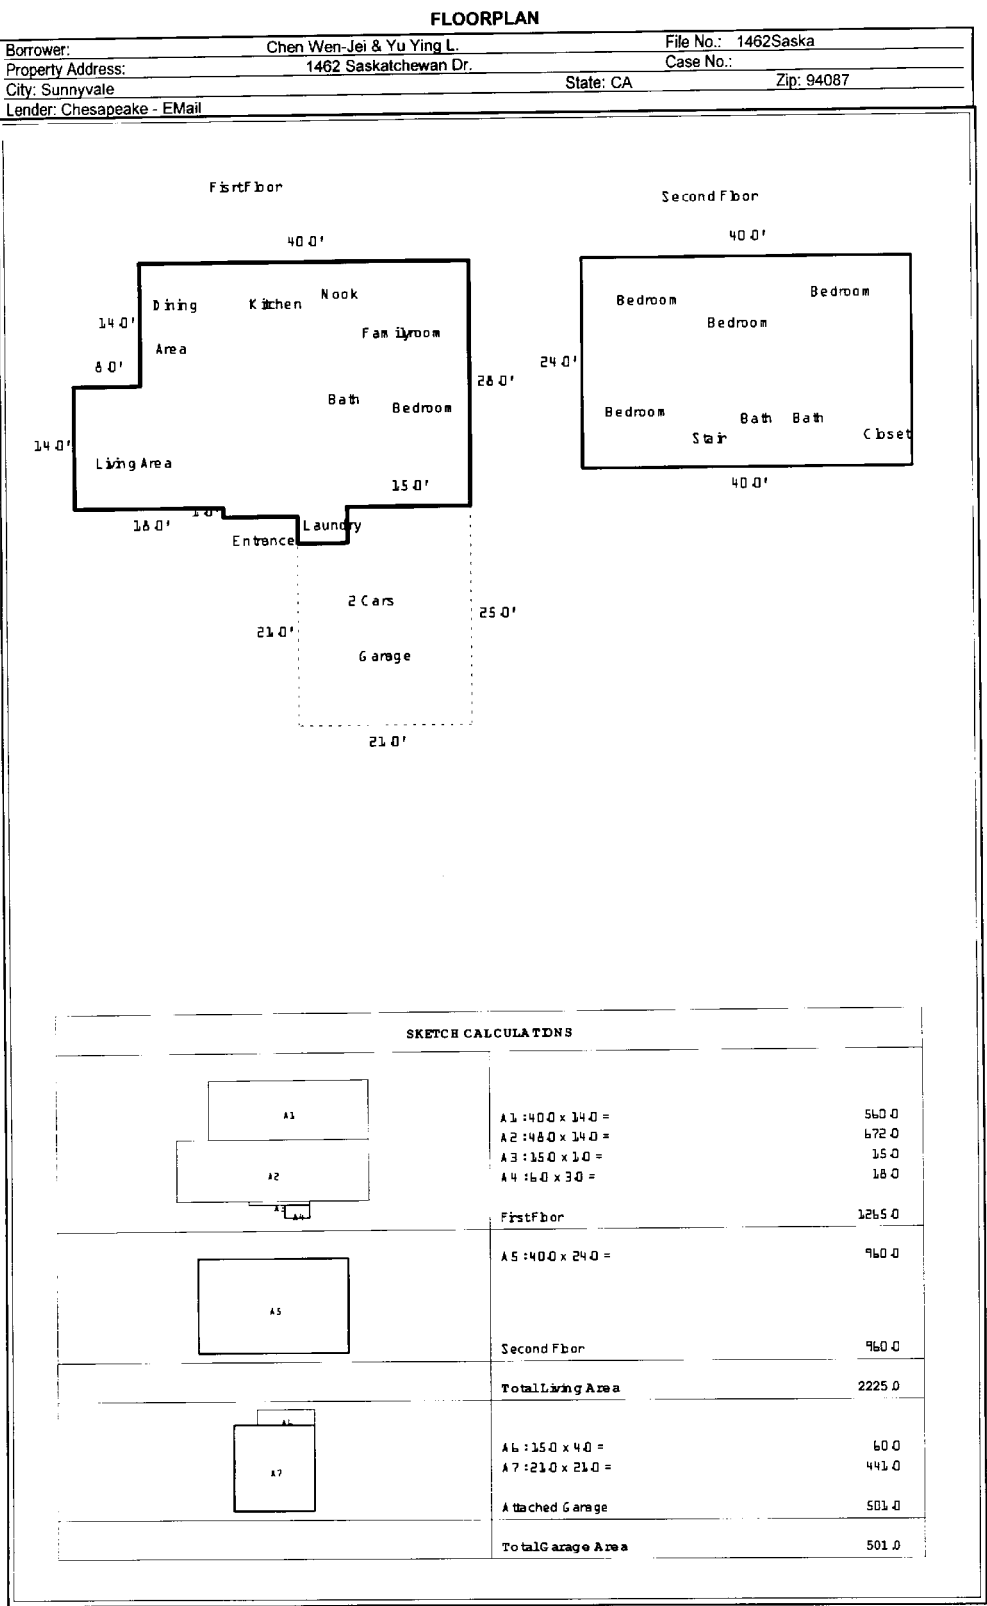 FLOORPLAN
Borrower: Chen Wen-Jei & Yu Ying L. File No.: 1462Saska
Property Address: 1462 Saskatchewan Dr. Case No.:
City: Sunnyvale State: CA Zip: 94087
Lender: Chesapeake - EMail
FisrtFloor
Second Floor
40.0'
40.0'
Dining Kitchen Nook
Bedroom Bedroom
14.0'
Familyroom
Bedroom
Area
8.0'
24.0'
28.0'
Bath Bedroom
Bedroom Bath Bath
Stair Closet
14.0'
Living Area
15.0'
40.0'
18.0' 1.0'
Laundry
Entrance
2 Cars
25.0'
21.0'
Garage
21.0'
SKETCH CALCULATIONS
A1
A1 : 40.0 x 14.0 = 560.0
A2 : 48.0 x 14.0 = 672.0
A3 : 15.0 x 1.0 = 15.0
A2
A4 : 6.0 x 3.0 = 18.0
A3
A4
FirstFloor 1265.0
A5 : 40.0 x 24.0 = 960.0
A5
Second Floor 960.0
Total Living Area 2225.0
A6
A6 : 15.0 x 4.0 = 60.0
A7
A7 : 21.0 x 21.0 = 441.0
Attached Garage 501.0
Total Garage Area 501.0